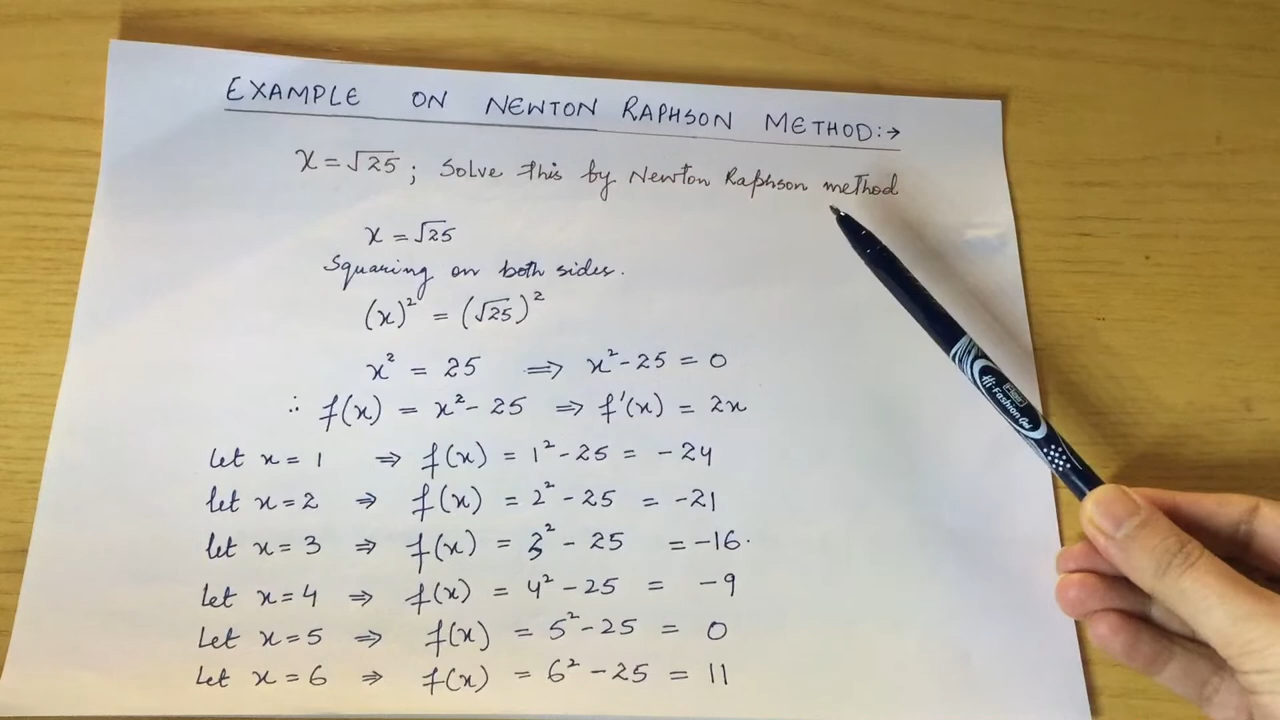 EXAMPLE ON NEWTON RAPHSON METHOD:→
x = √25 ; Solve this by Newton Raphson method
x = √25
Squaring on both sides.
(x)² = (√25)²
x² = 25 ⟹ x² - 25 = 0
∴ f(x) = x² - 25 ⇒ f'(x) = 2x
let x = 1 ⇒ f(x) = 1² - 25 = -24
let x = 2 ⇒ f(x) = 2² - 25 = -21
let x = 3 ⇒ f(x) = 3² - 25 = -16.
let x = 4 ⇒ f(x) = 4² - 25 = -9
let x = 5 ⇒ f(x) = 5² - 25 = 0
let x = 6 ⇒ f(x) = 6² - 25 = 11
Hi-Fashion Gel